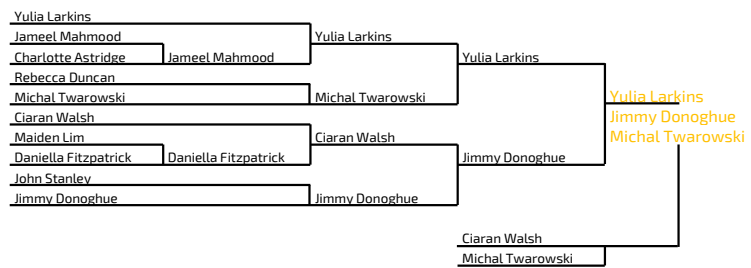 Yulia Larkins
Jameel Mahmood
Charlotte Astridge
Rebecca Duncan
Michal Twarowski
Ciaran Walsh
Maiden Lim
Daniella Fitzpatrick
John Stanley
Jimmy Donoghue
Jameel Mahmood
Daniella Fitzpatrick
Yulia Larkins
Michal Twarowski
Ciaran Walsh
Jimmy Donoghue
Yulia Larkins
Jimmy Donoghue
Ciaran Walsh
Michal Twarowski
Yulia Larkins
Jimmy Donoghue
Michal Twarowski